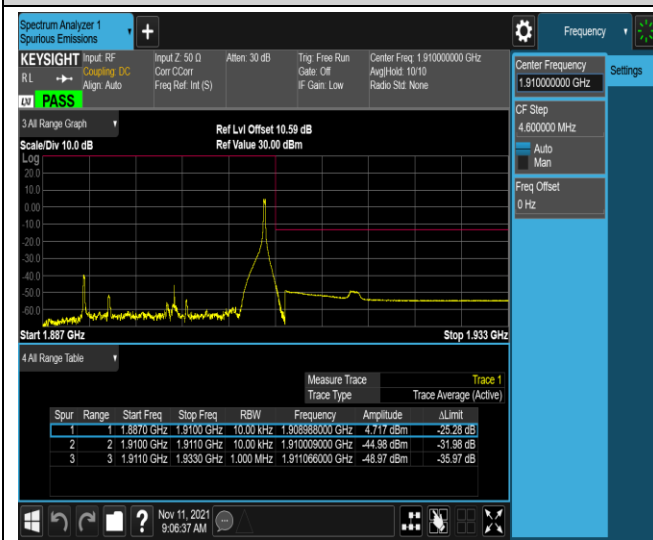 Spectrum Analyzer 1
Spurious Emissions
+
Frequency
KEYSIGHT Input: RF Input Z: 50 Ω Atten: 30 dB Trig: Free Run Center Freq: 1.910000000 GHz
RL Coupling: DC Corr CCorr Gate: Off Avg|Hold: 10/10
Align: Auto Freq Ref: Int (S) IF Gain: Low Radio Std: None
LXI PASS
Center Frequency
1.910000000 GHz
Settings
CF Step
4.600000 MHz
Auto
Man
Freq Offset
0 Hz
3 All Range Graph
Ref Lvl Offset 10.59 dB
Scale/Div 10.0 dB Ref Value 30.00 dBm
Log
20.0
10.0
0.00
-10.0
-20.0
-30.0
-40.0
-50.0
-60.0
Start 1.887 GHz Stop 1.933 GHz
4 All Range Table
Measure Trace Trace 1
Trace Type Trace Average (Active)
Spur Range Start Freq Stop Freq RBW Frequency Amplitude ΔLimit
1 1 1.8870 GHz 1.9100 GHz 10.00 kHz 1.908988000 GHz 4.717 dBm -25.28 dB
2 2 1.9100 GHz 1.9110 GHz 10.00 kHz 1.910009000 GHz -44.98 dBm -31.98 dB
3 3 1.9110 GHz 1.9330 GHz 1.000 MHz 1.911066000 GHz -48.97 dBm -35.97 dB
? Nov 11, 2021
9:06:37 AM